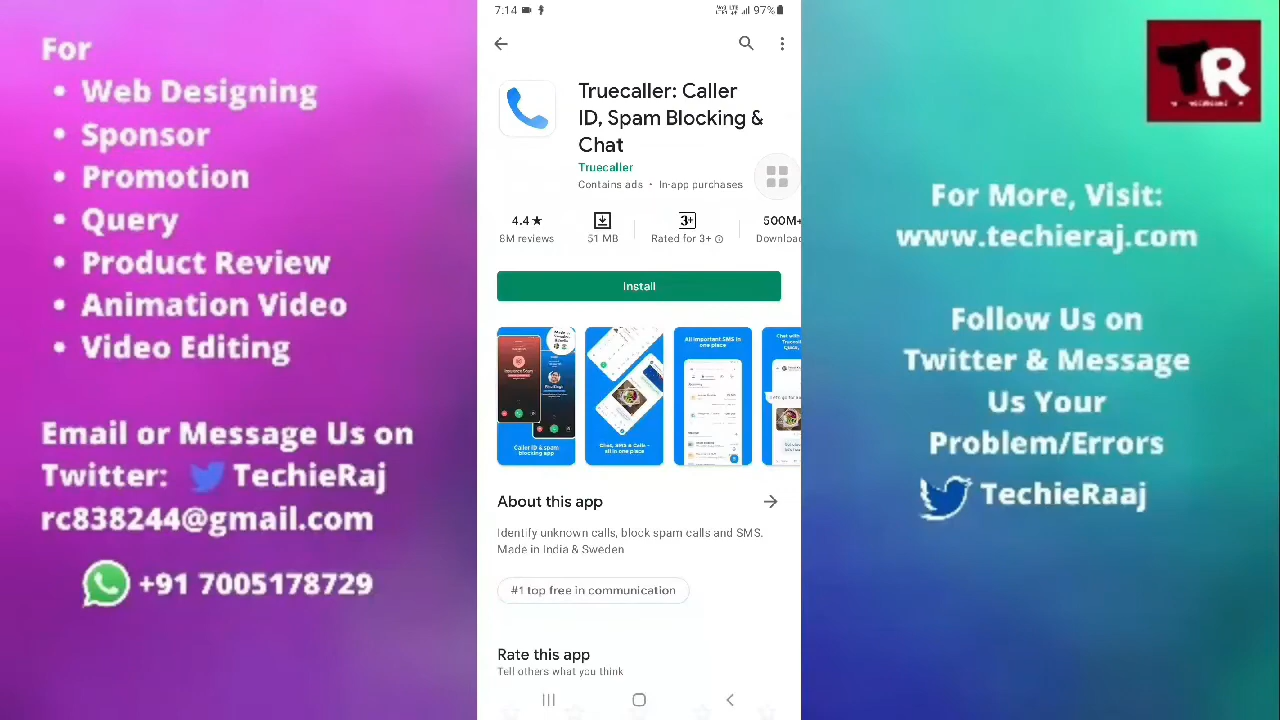 For
• Web Designing
• Sponsor
• Promotion
• Query
• Product Review
• Animation Video
• Video Editing
Email or Message Us on
Twitter: TechieRaj
rc838244@gmail.com
+91 7005178729
7.14
97%
Truecaller: Caller
ID, Spam Blocking &
Chat
Truecaller
Contains ads • In-app purchases
4.4★
8M reviews
51 MB
3+
Rated for 3+
500M+
Downloa
Install
Caller ID & spam
blocking app
Chat, SMS & Calls –
all in one place
All important SMS in
one place
About this app
Identify unknown calls, block spam calls and SMS.
Made in India & Sweden
#1 top free in communication
Rate this app
Tell others what you think
TR
For More, Visit:
www.techieraj.com
Follow Us on
Twitter & Message
Us Your
Problem/Errors
TechieRaaj